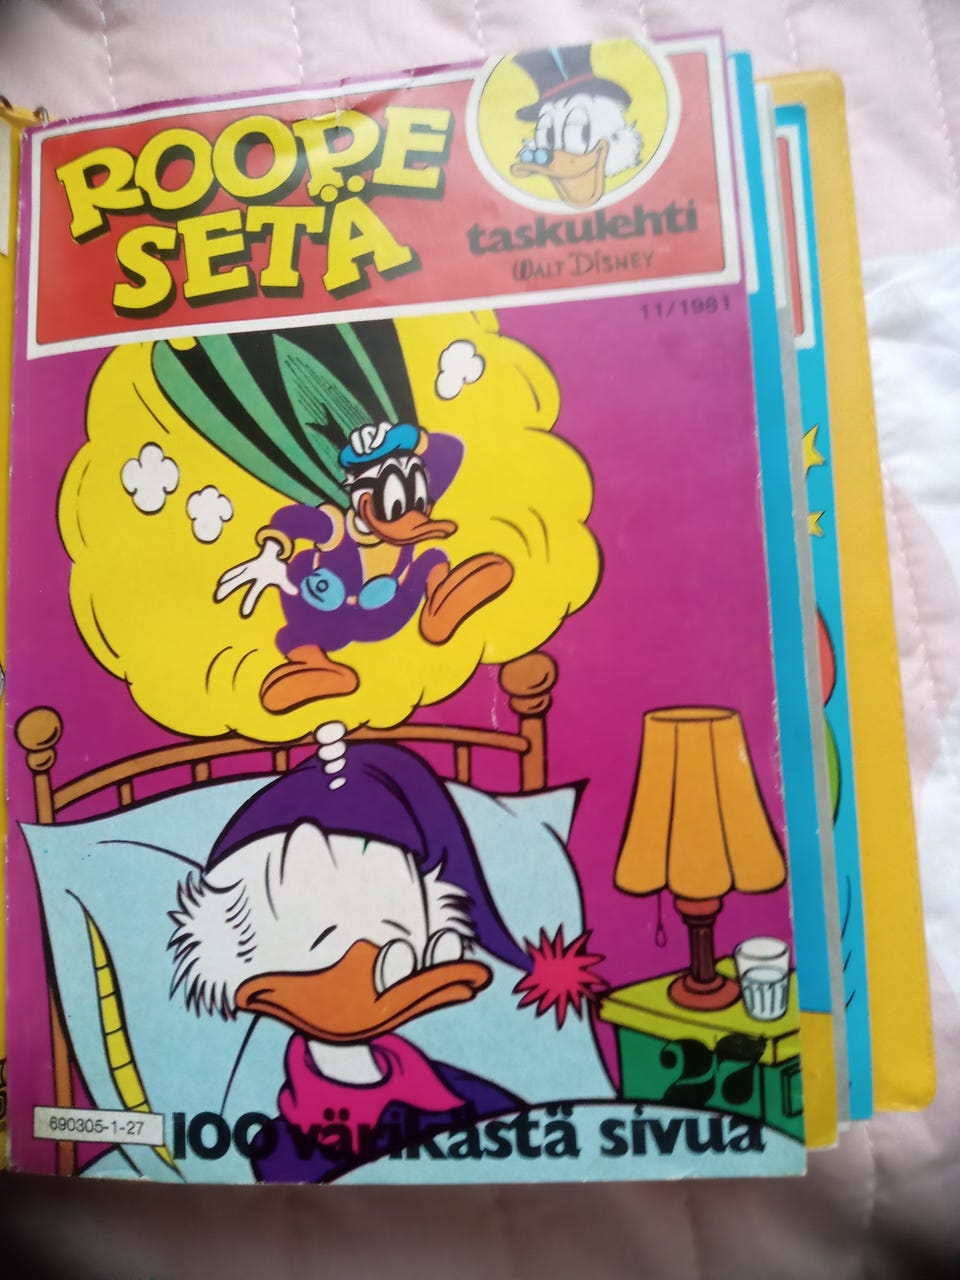 ROOPE
SETÄ
taskulehti
WALT DISNEY
11/1981
27
690305-1-27
100 värikästä sivua